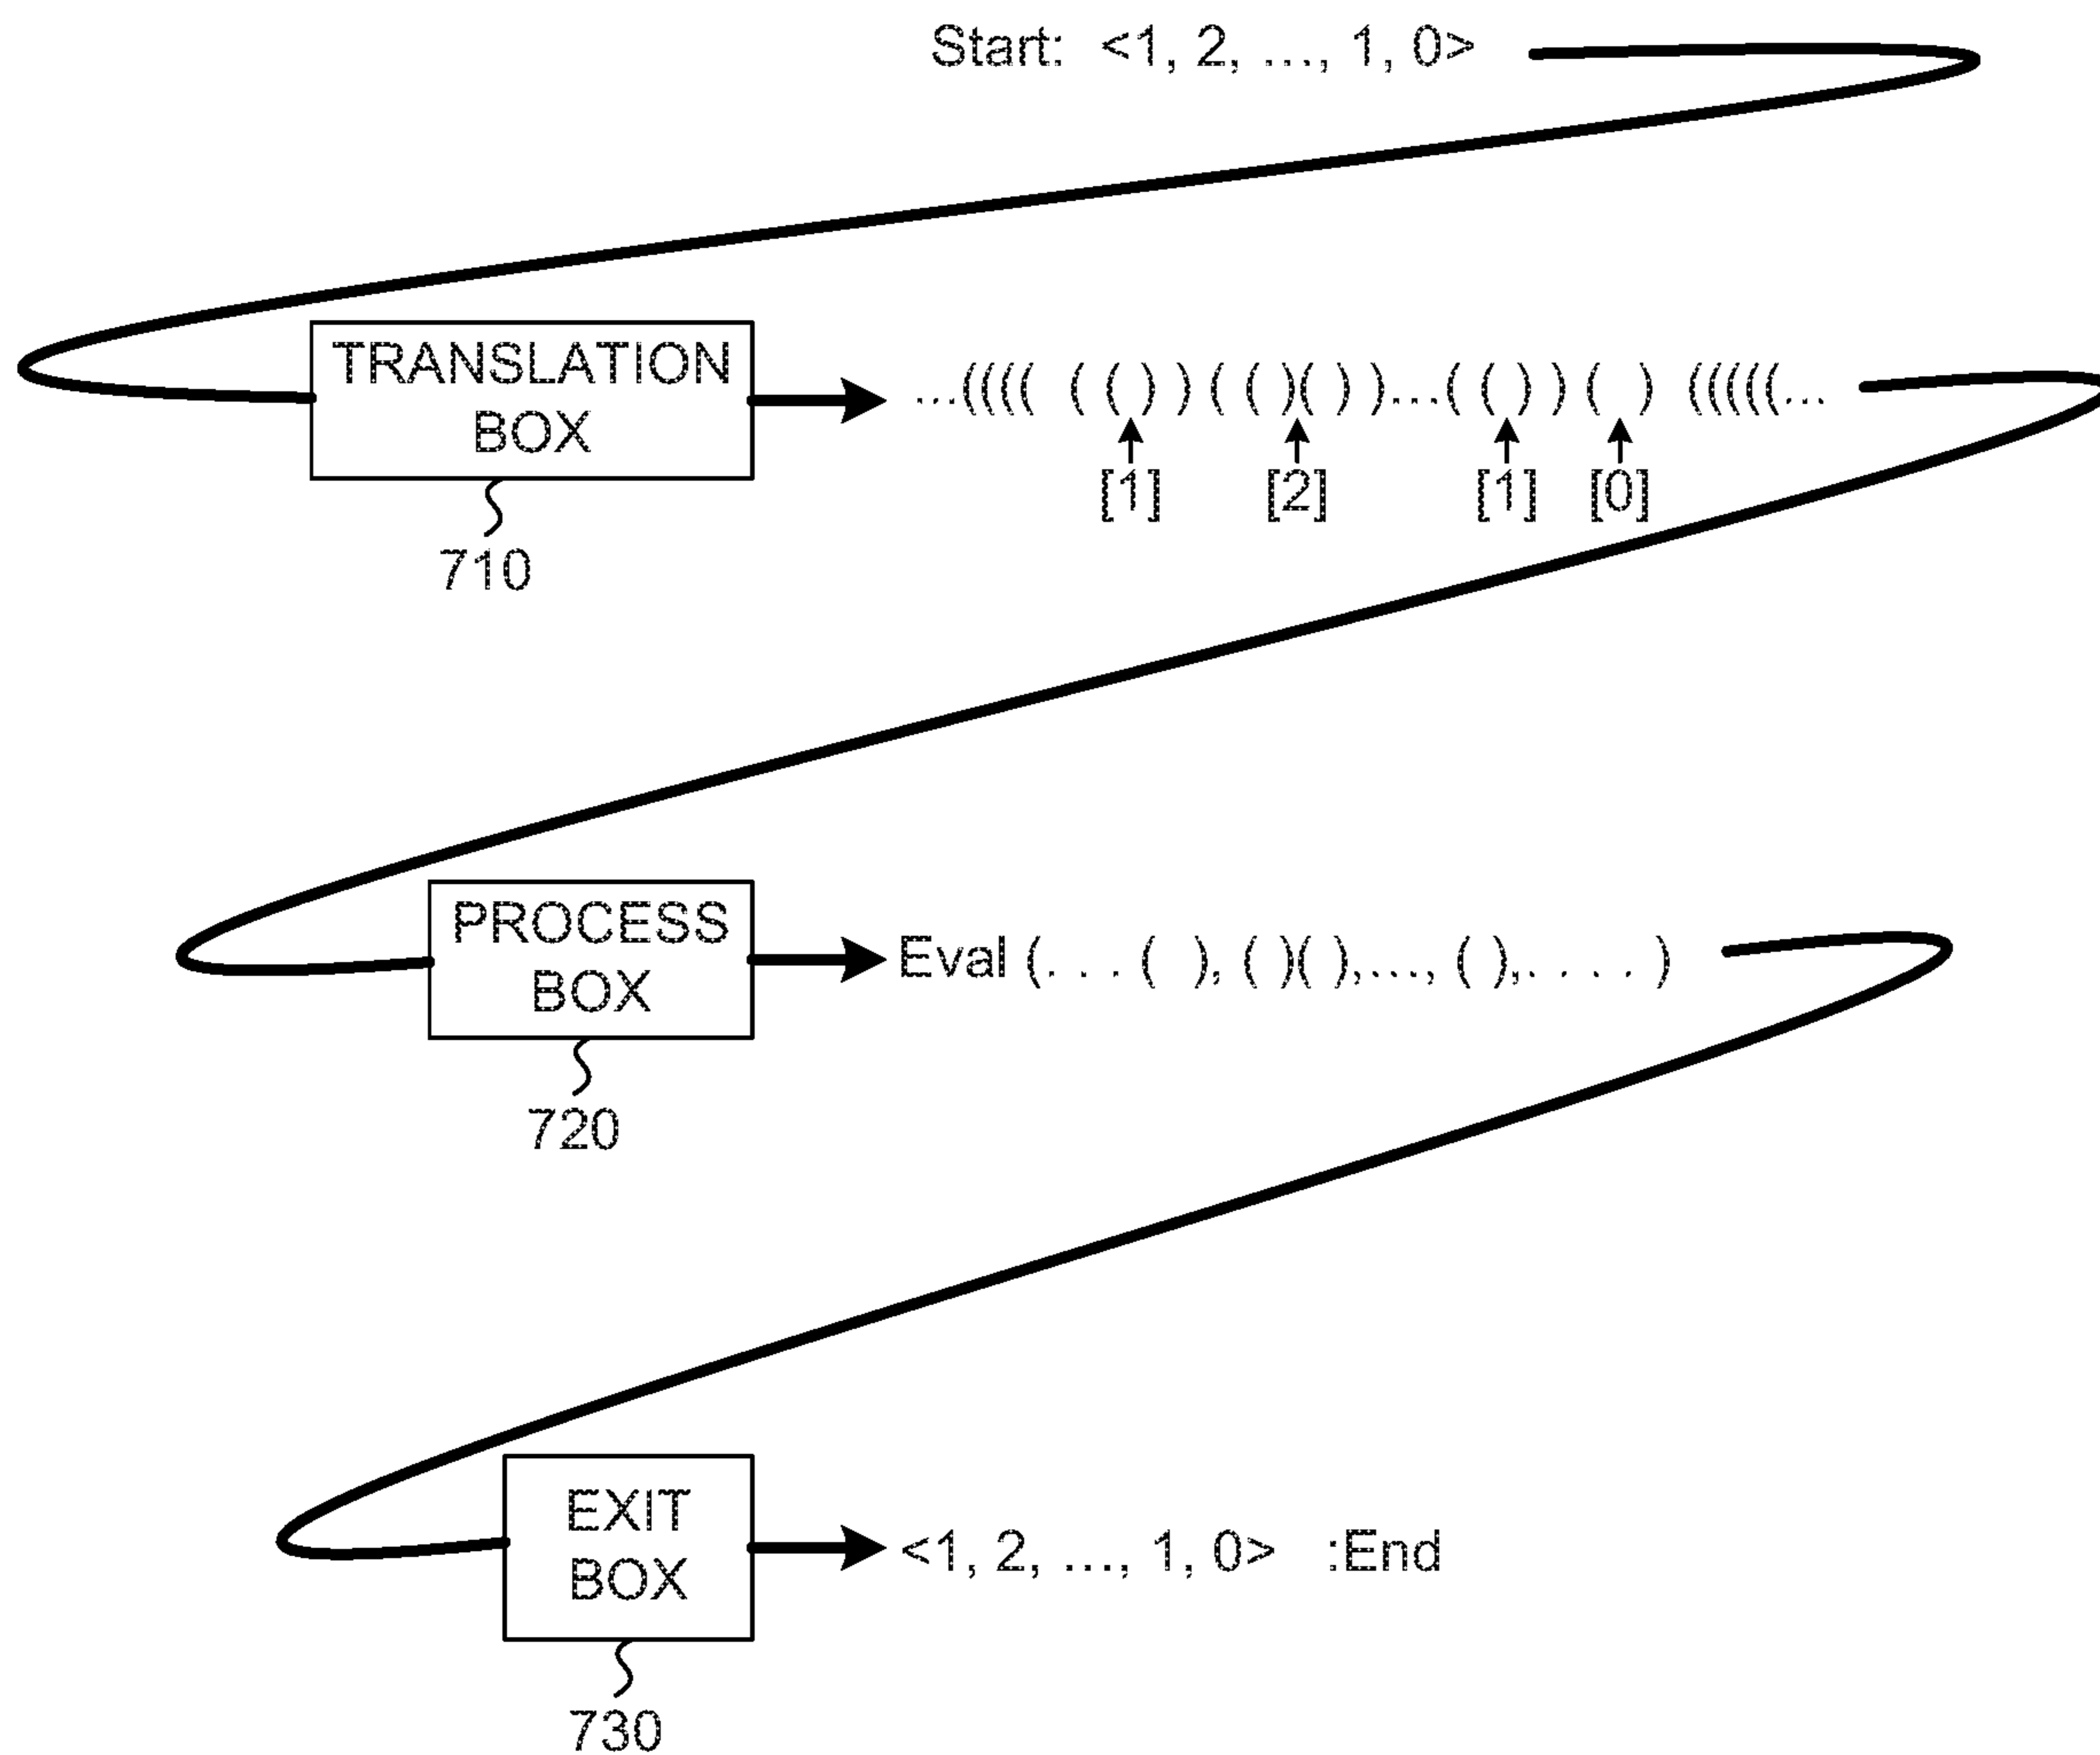 Start: <1, 2, ..., 1, 0>
TRANSLATION
BOX
...(((( ( ( ) ) ( ( )( ) )...( ( ) ) ( ) (((((...
[1] [2] [1] [0]
710
PROCESS
BOX
Eval (. . . ( ), ( )( ),..., ( ),. . . . )
720
EXIT
BOX
<1, 2, ..., 1, 0> :End
730